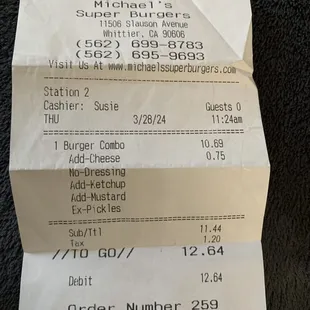 Michael's
Super Burgers
11506 Slauson Avenue
Whittier, CA 90606
(562) 699-8783
(562) 695-9693
Visit Us At www.michaelssuperburgers.com
Station 2
Cashier: Susie Guests 0
THU 3/28/24 11:24am
1 Burger Combo 10.69
Add-Cheese 0.75
No-Dressing
Add-Ketchup
Add-Mustard
Ex-Pickles
Sub/Ttl 11.44
Tax 1.20
//TO GO// 12.64
Debit 12.64
Order Number 259